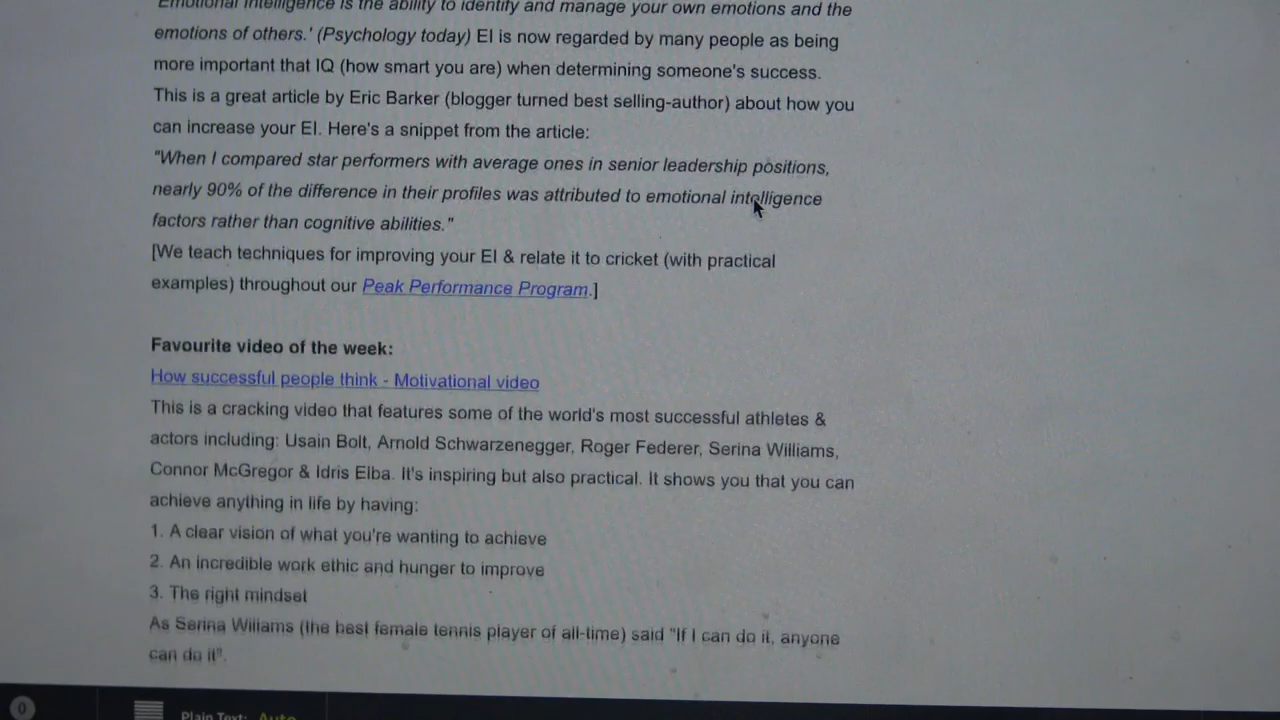 'Emotional Intelligence is the ability to identify and manage your own emotions and the
emotions of others.' (Psychology today) EI is now regarded by many people as being
more important that IQ (how smart you are) when determining someone's success.
This is a great article by Eric Barker (blogger turned best selling-author) about how you
can increase your EI. Here's a snippet from the article:
"When I compared star performers with average ones in senior leadership positions,
nearly 90% of the difference in their profiles was attributed to emotional intelligence
factors rather than cognitive abilities."
[We teach techniques for improving your EI & relate it to cricket (with practical
examples) throughout our Peak Performance Program.]
Favourite video of the week:
How successful people think - Motivational video
This is a cracking video that features some of the world's most successful athletes &
actors including: Usain Bolt, Arnold Schwarzenegger, Roger Federer, Serina Williams,
Connor McGregor & Idris Elba. It's inspiring but also practical. It shows you that you can
achieve anything in life by having:
1. A clear vision of what you're wanting to achieve
2. An incredible work ethic and hunger to improve
3. The right mindset
As Serina Williams (the best female tennis player of all-time) said "If I can do it, anyone
can do it".
0
Plain Text: Auto